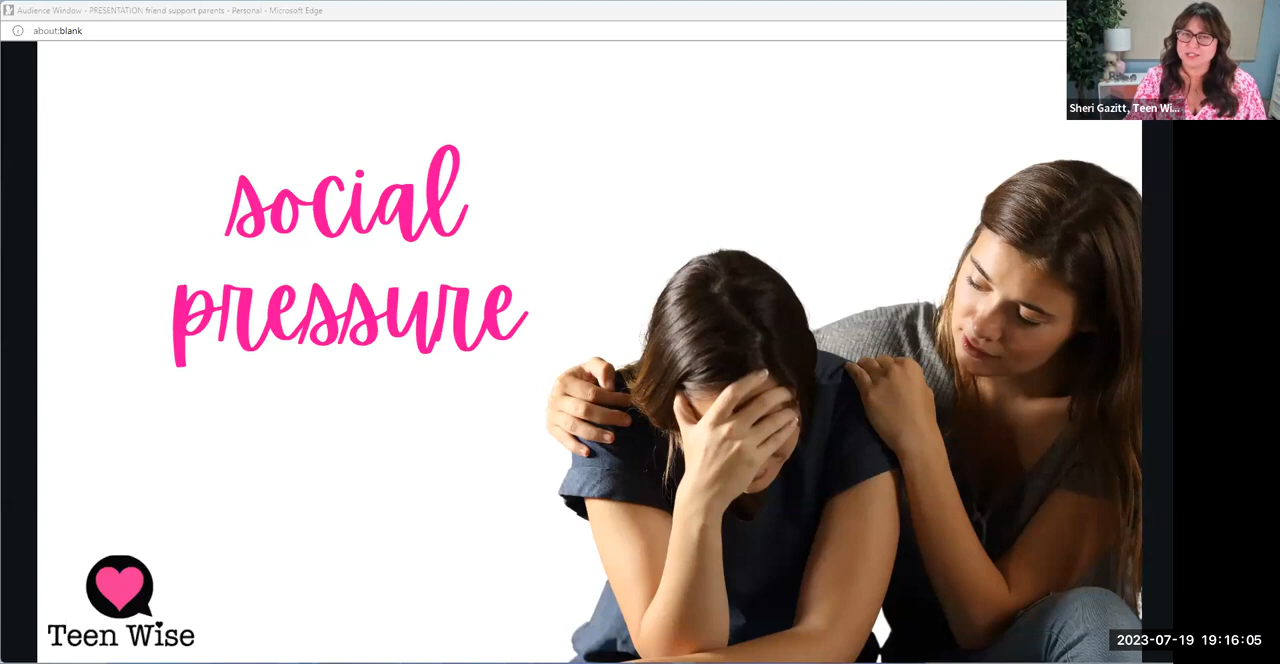 Audience Window - PRESENTATION friend support parents - Personal - Microsoft Edge
about:blank
Sheri Gazitt, Teen Wi...
social
pressure
Teen Wise
2023-07-19 19:16:05